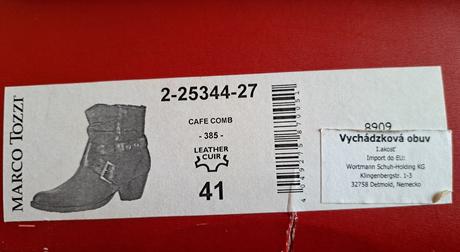 MARCO TOZZI
2-25344-27
CAFE COMB
- 385 -
LEATHER
CUIR
41
8909
Vychádzková obuv
I.akosť
Import do EU:
Wortmann Schuh-Holding KG
Klingenbergstr. 1-3
32758 Detmold, Nemecko